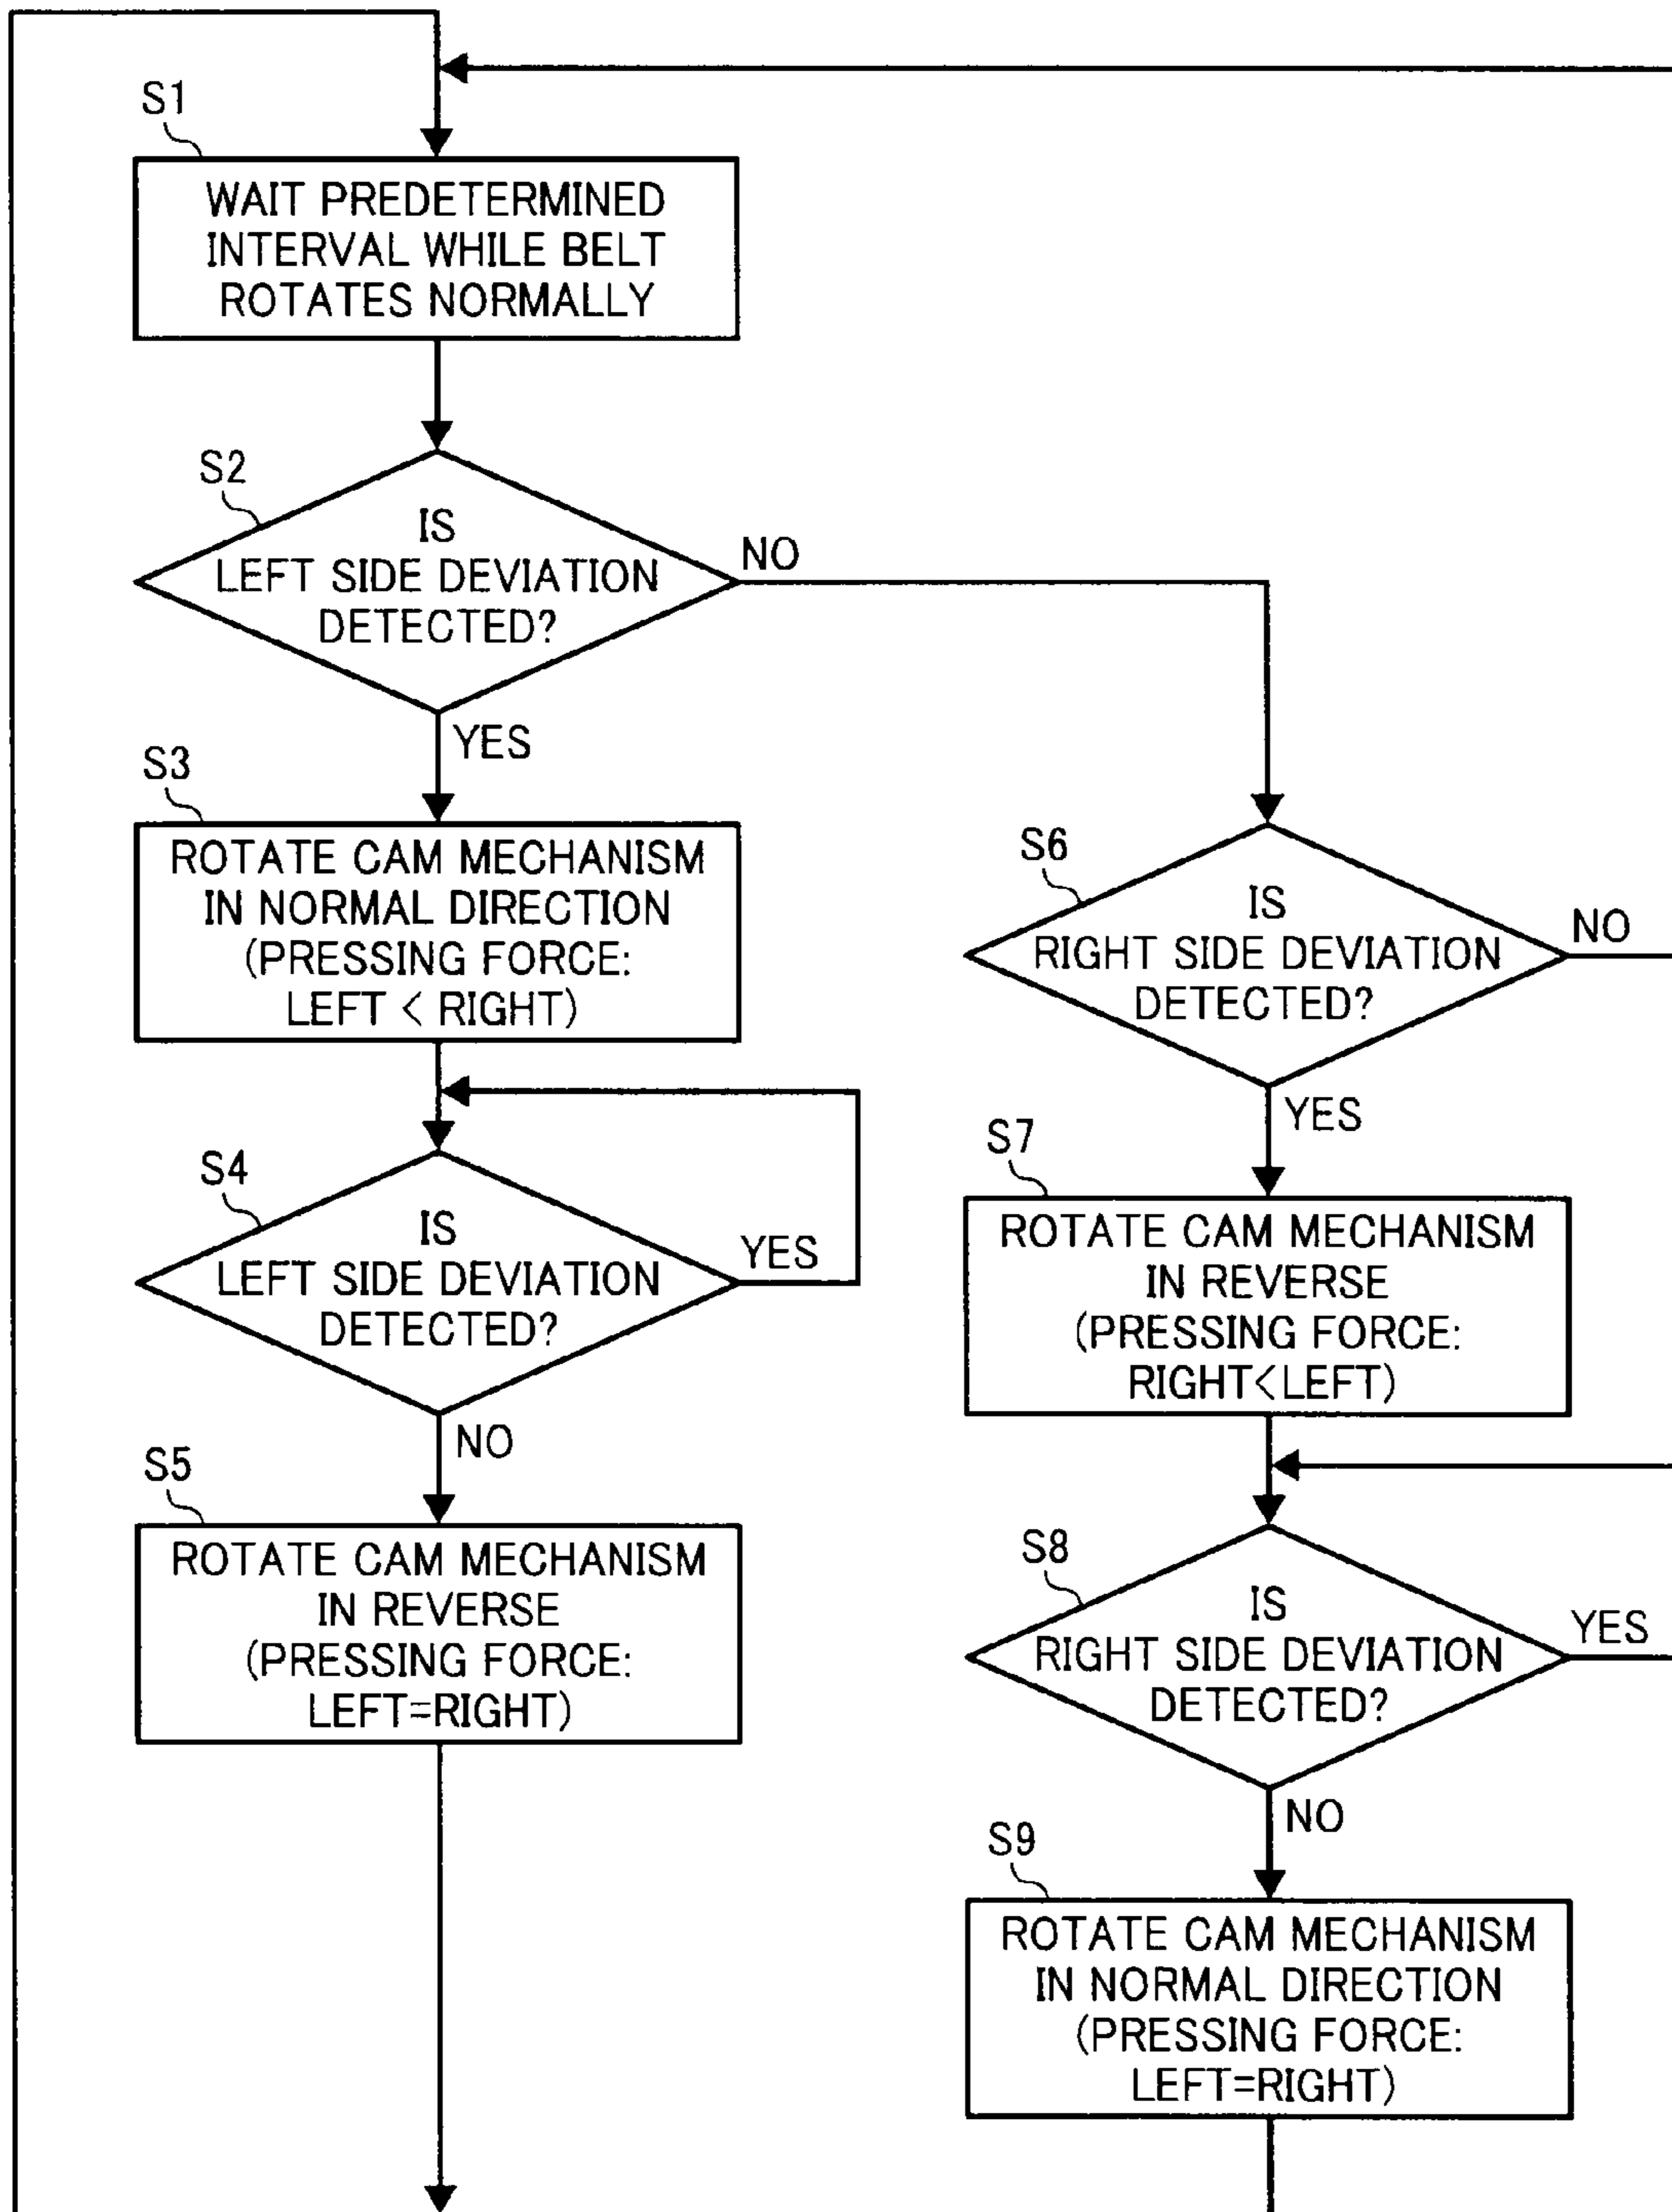 S1
WAIT PREDETERMINED
INTERVAL WHILE BELT
ROTATES NORMALLY
S2
IS
LEFT SIDE DEVIATION
DETECTED?
NO
YES
S3
ROTATE CAM MECHANISM
IN NORMAL DIRECTION
(PRESSING FORCE:
LEFT < RIGHT)
S4
IS
LEFT SIDE DEVIATION
DETECTED?
YES
NO
S5
ROTATE CAM MECHANISM
IN REVERSE
(PRESSING FORCE:
LEFT=RIGHT)
S6
IS
RIGHT SIDE DEVIATION
DETECTED?
NO
YES
S7
ROTATE CAM MECHANISM
IN REVERSE
(PRESSING FORCE:
RIGHT<LEFT)
S8
IS
RIGHT SIDE DEVIATION
DETECTED?
YES
NO
S9
ROTATE CAM MECHANISM
IN NORMAL DIRECTION
(PRESSING FORCE:
LEFT=RIGHT)